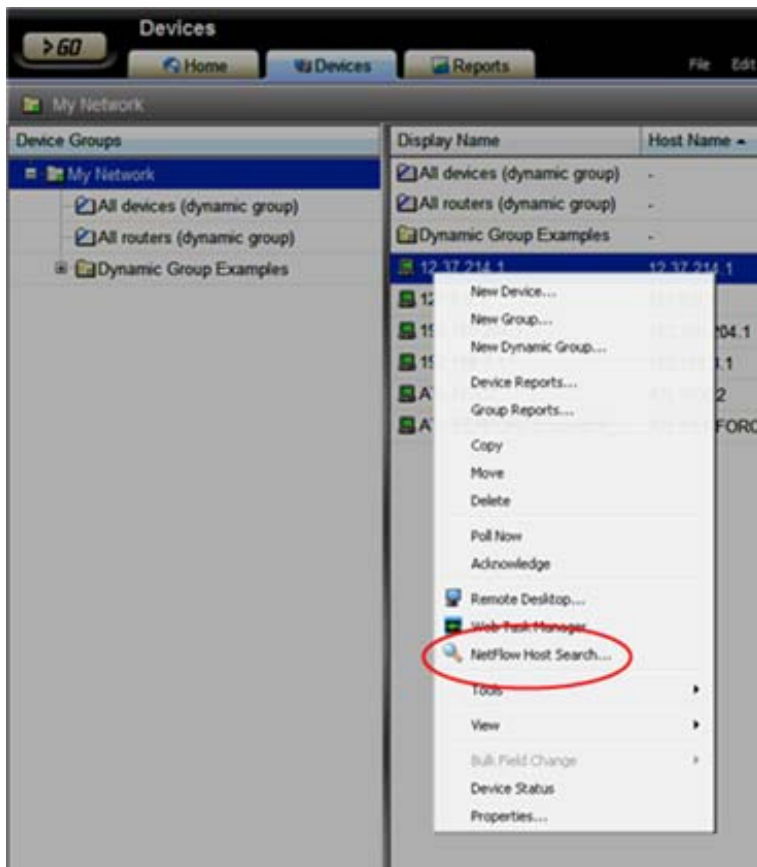 Devices
>GO
Home
Devices
Reports
File
Edit
My Network
Device Groups
Display Name
Host Name
My Network
All devices (dynamic group)
All routers (dynamic group)
Dynamic Group Examples
All devices (dynamic group) -
All routers (dynamic group) -
Dynamic Group Examples -
12.37.214.1 12.37.214.1
New Device...
New Group...
New Dynamic Group...
Device Reports...
Group Reports...
Copy
Move
Delete
Poll Now
Acknowledge
Remote Desktop...
Web Task Manager
NetFlow Host Search...
Tools
View
Bulk Field Change
Device Status
Properties...